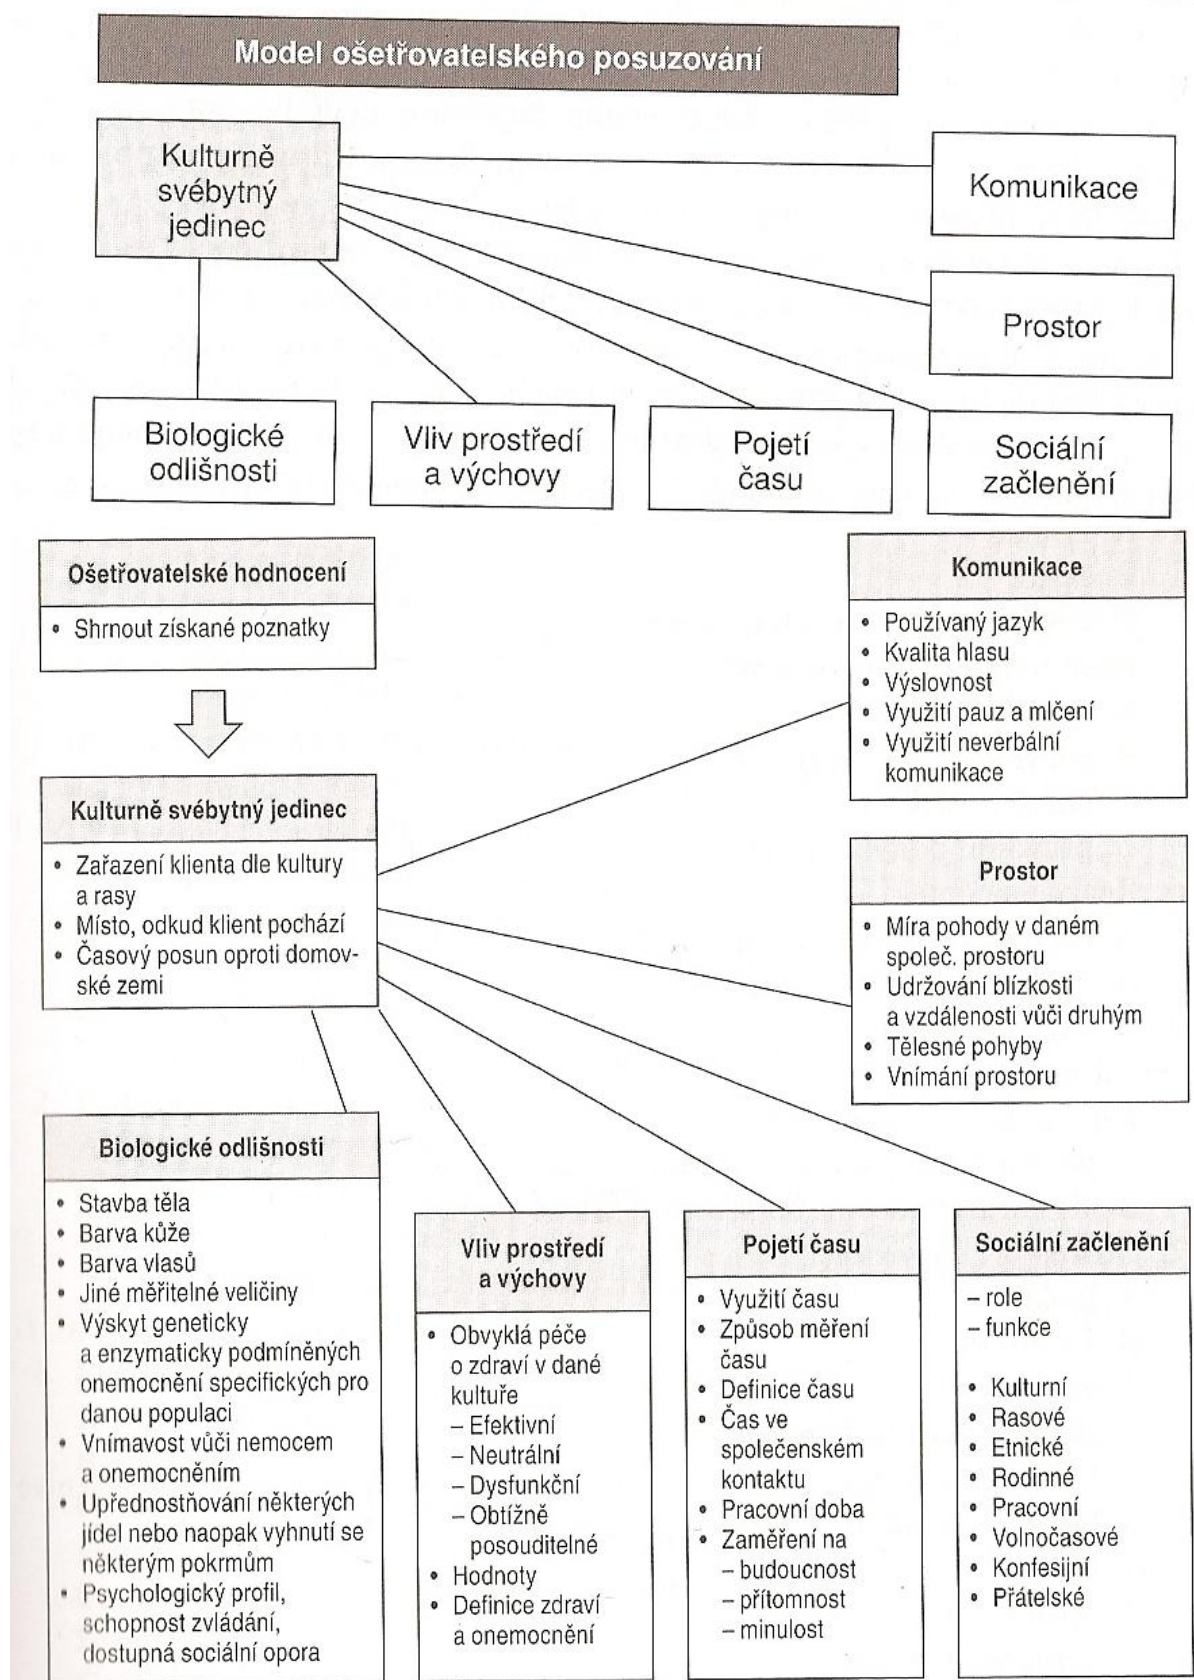 Model ošetřovatelského posuzování
Kulturně
svébytný
jedinec
Komunikace
Prostor
Biologické
odlišnosti
Vliv prostředí
a výchovy
Pojetí
času
Sociální
začlenění
Ošetřovatelské hodnocení
• Shrnout získané poznatky
Komunikace
• Používaný jazyk
• Kvalita hlasu
• Výslovnost
• Využití pauz a mlčení
• Využití neverbální
komunikace
Kulturně svébytný jedinec
• Zařazení klienta dle kultury
a rasy
• Místo, odkud klient pochází
• Časový posun oproti domov-
ské zemi
Prostor
• Míra pohody v daném
společ. prostoru
• Udržování blízkosti
a vzdálenosti vůči druhým
• Tělesné pohyby
• Vnímání prostoru
Biologické odlišnosti
• Stavba těla
• Barva kůže
• Barva vlasů
• Jiné měřitelné veličiny
• Výskyt geneticky
a enzymaticky podmíněných
onemocnění specifických pro
danou populaci
• Vnímavost vůči nemocem
a onemocněním
• Upřednostňování některých
jídel nebo naopak vyhnutí se
některým pokrmům
• Psychologický profil,
schopnost zvládání,
dostupná sociální opora
Vliv prostředí
a výchovy
• Obvyklá péče
o zdraví v dané
kultuře
– Efektivní
– Neutrální
– Dysfunkční
– Obtížně
posouditelné
• Hodnoty
• Definice zdraví
a onemocnění
Pojetí času
• Využití času
• Způsob měření
času
• Definice času
• Čas ve
společenském
kontaktu
• Pracovní doba
• Zaměření na
– budoucnost
– přítomnost
– minulost
Sociální začlenění
– role
– funkce
• Kulturní
• Rasové
• Etnické
• Rodinné
• Pracovní
• Volnočasové
• Konfesijní
• Přátelské